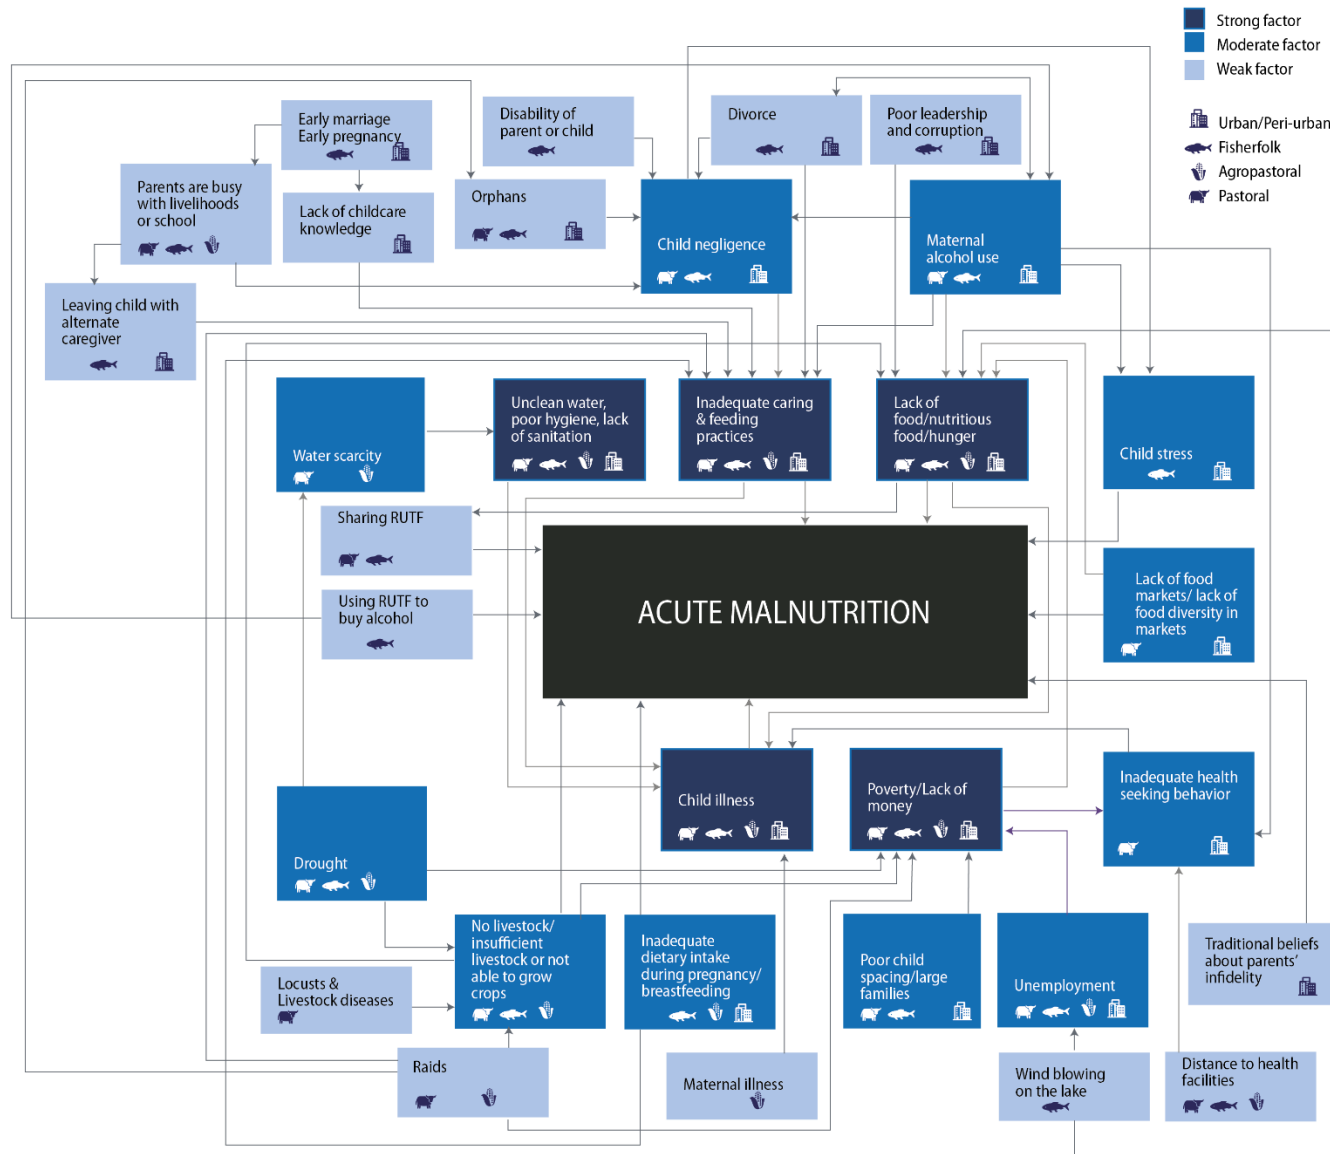 Strong factor
Moderate factor
Weak factor
Urban/Peri-urban
Fisherfolk
Agropastoral
Pastoral
Early marriage
Early pregnancy
Disability of
parent or child
Divorce
Poor leadership
and corruption
Parents are busy
with livelihoods
or school
Lack of childcare
knowledge
Orphans
Child negligence
Maternal
alcohol use
Leaving child with
alternate
caregiver
Water scarcity
Unclean water,
poor hygiene, lack
of sanitation
Inadequate caring
& feeding
practices
Lack of
food/nutritious
food/hunger
Child stress
Sharing RUTF
Using RUTF to
buy alcohol
ACUTE MALNUTRITION
Lack of food
markets/ lack of
food diversity in
markets
Child illness
Poverty/Lack of
money
Inadequate health
seeking behavior
Drought
No livestock/
insufficient
livestock or not
able to grow
crops
Inadequate
dietary intake
during pregnancy/
breastfeeding
Poor child
spacing/large
families
Unemployment
Traditional beliefs
about parents'
infidelity
Locusts &
Livestock diseases
Raids
Maternal illness
Wind blowing
on the lake
Distance to health
facilities